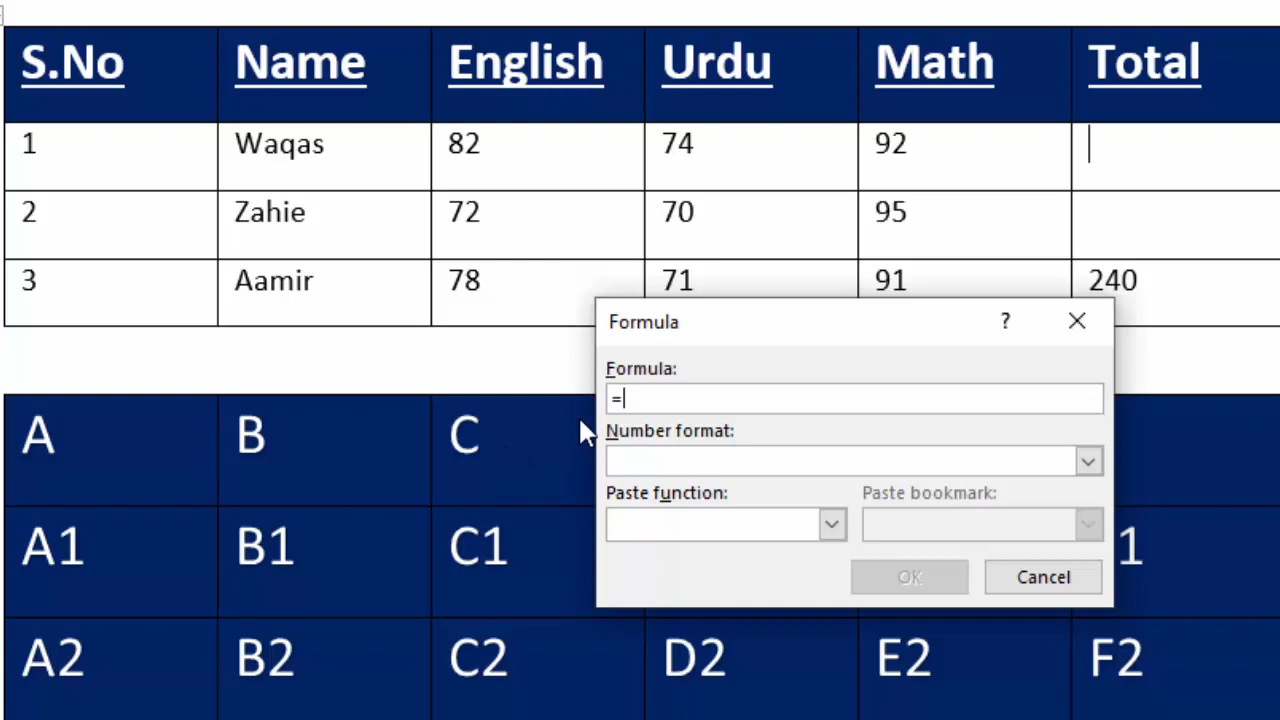 S.No Name English Urdu Math Total
1 Waqas 82 74 92
2 Zahie 72 70 95
3 Aamir 78 71 91 240
Formula ?
Formula:
=
Number format:
Paste function: Paste bookmark:
OK Cancel
A B C
A1 B1 C1 1
A2 B2 C2 D2 E2 F2